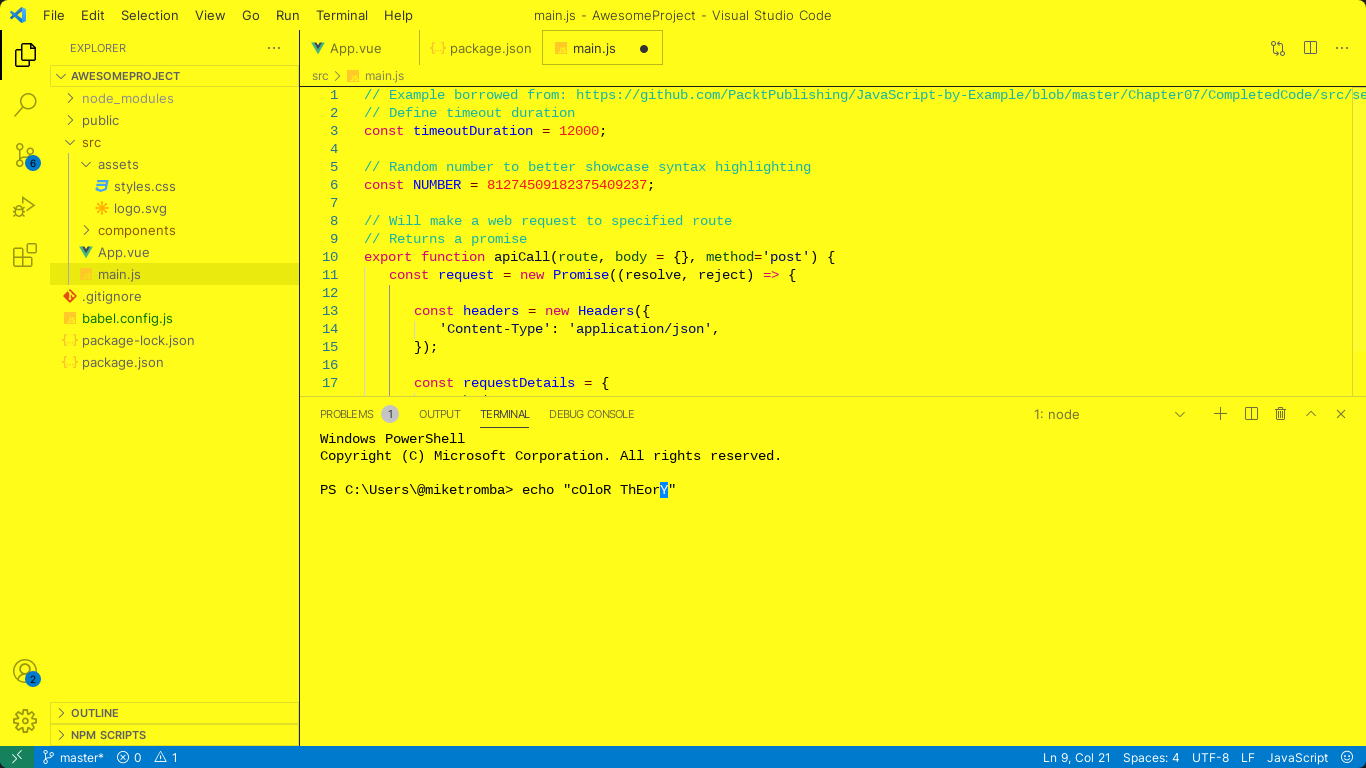 File Edit Selection View Go Run Terminal Help main.js - AwesomeProject - Visual Studio Code
EXPLORER
AWESOMEPROJECT
node_modules
public
src
assets
styles.css
logo.svg
components
App.vue
main.js
.gitignore
babel.config.js
package-lock.json
package.json
OUTLINE
NPM SCRIPTS
6
2
App.vue package.json main.js
src main.js
1 // Example borrowed from: https://github.com/PacktPublishing/JavaScript-by-Example/blob/master/Chapter07/CompletedCode/src/se
2 // Define timeout duration
3 const timeoutDuration = 12000;
4
5 // Random number to better showcase syntax highlighting
6 const NUMBER = 81274509182375409237;
7
8 // Will make a web request to specified route
9 // Returns a promise
10 export function apiCall(route, body = {}, method='post') {
11 const request = new Promise((resolve, reject) => {
12
13 const headers = new Headers({
14 'Content-Type': 'application/json',
15 });
16
17 const requestDetails = {
PROBLEMS 1 OUTPUT TERMINAL DEBUG CONSOLE 1: node
Windows PowerShell
Copyright (C) Microsoft Corporation. All rights reserved.
PS C:\Users\@miketromba> echo "cOloR ThEorY"
master* 0 1 Ln 9, Col 21 Spaces: 4 UTF-8 LF JavaScript